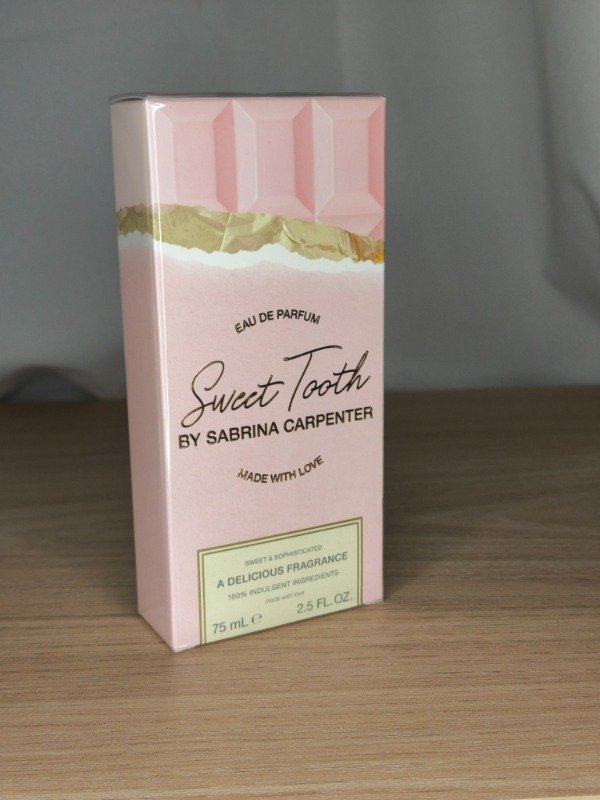 EAU DE PARFUM
Sweet Tooth
BY SABRINA CARPENTER
MADE WITH LOVE
SWEET & SOPHISTICATED
A DELICIOUS FRAGRANCE
100% INDULGENT INGREDIENTS
made with love
75 mL ℮ 2.5 FL. OZ.